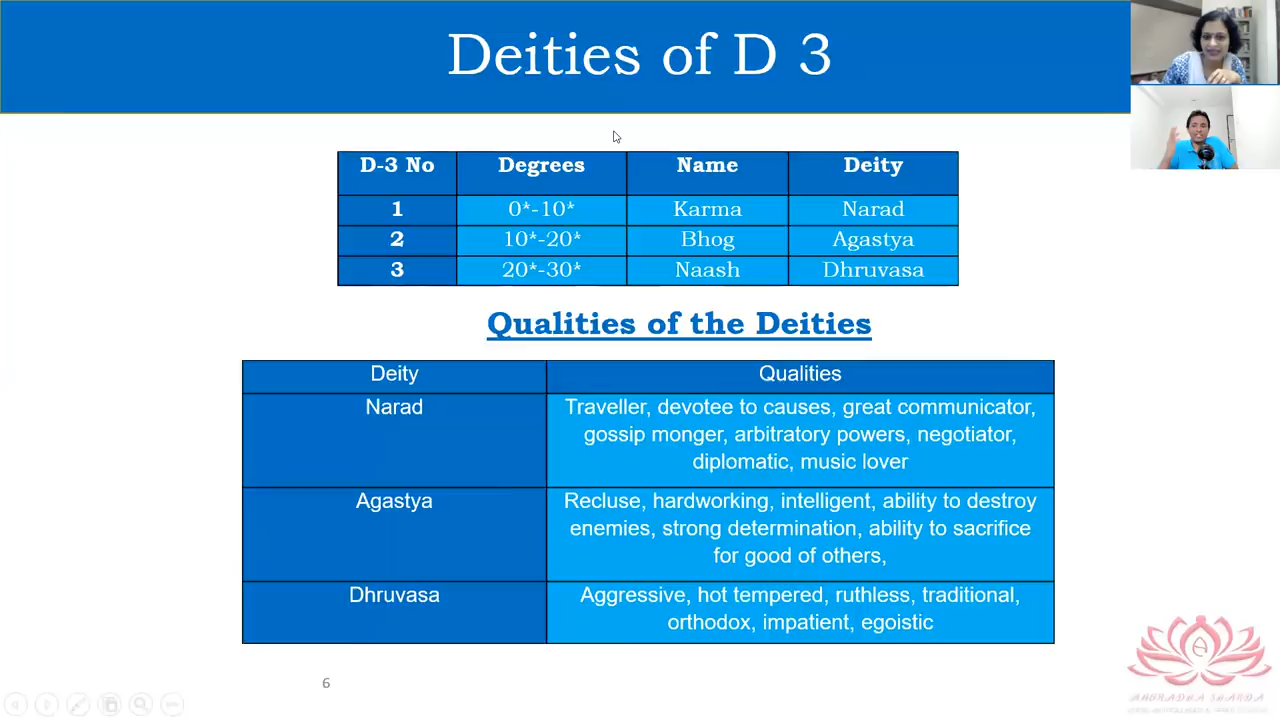 Deities of D 3
D-3 No Degrees Name Deity
1 0*-10* Karma Narad
2 10*-20* Bhog Agastya
3 20*-30* Naash Dhruvasa
Qualities of the Deities
Deity Qualities
Narad Traveller, devotee to causes, great communicator,
gossip monger, arbitratory powers, negotiator,
diplomatic, music lover
Agastya Recluse, hardworking, intelligent, ability to destroy
enemies, strong determination, ability to sacrifice
for good of others,
Dhruvasa Aggressive, hot tempered, ruthless, traditional,
orthodox, impatient, egoistic
6